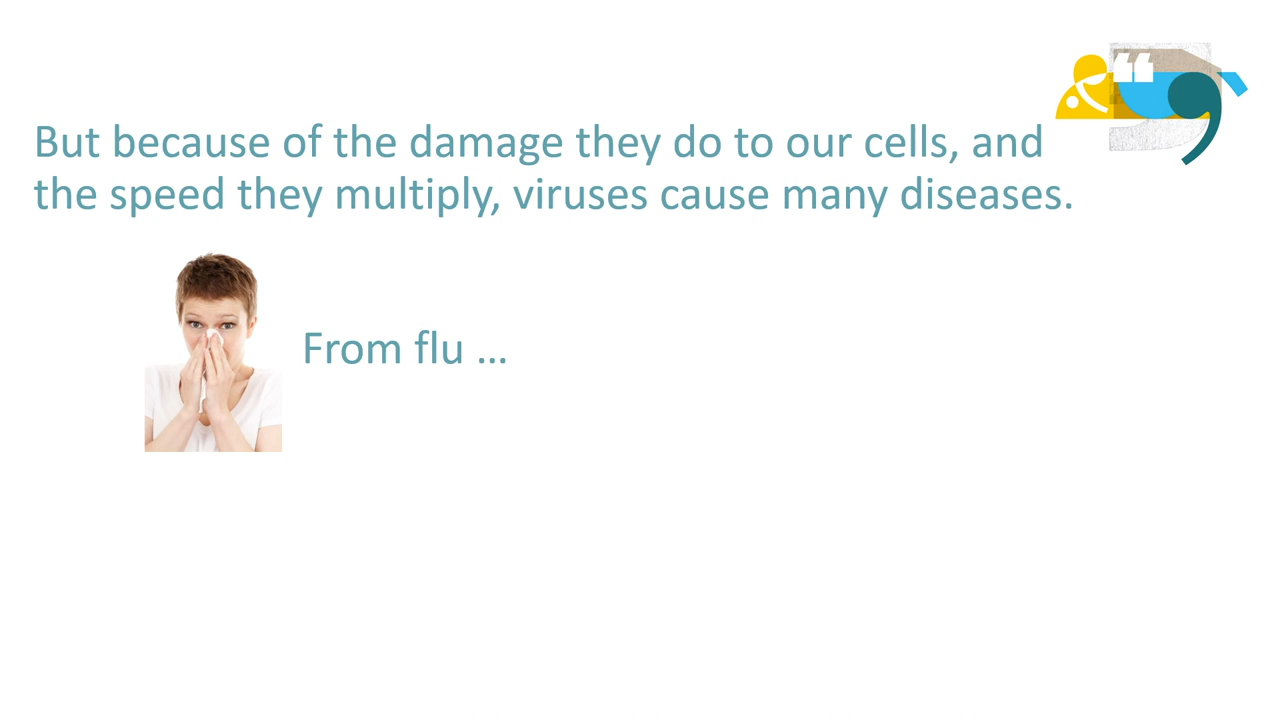 But because of the damage they do to our cells, and
the speed they multiply, viruses cause many diseases.
From flu …